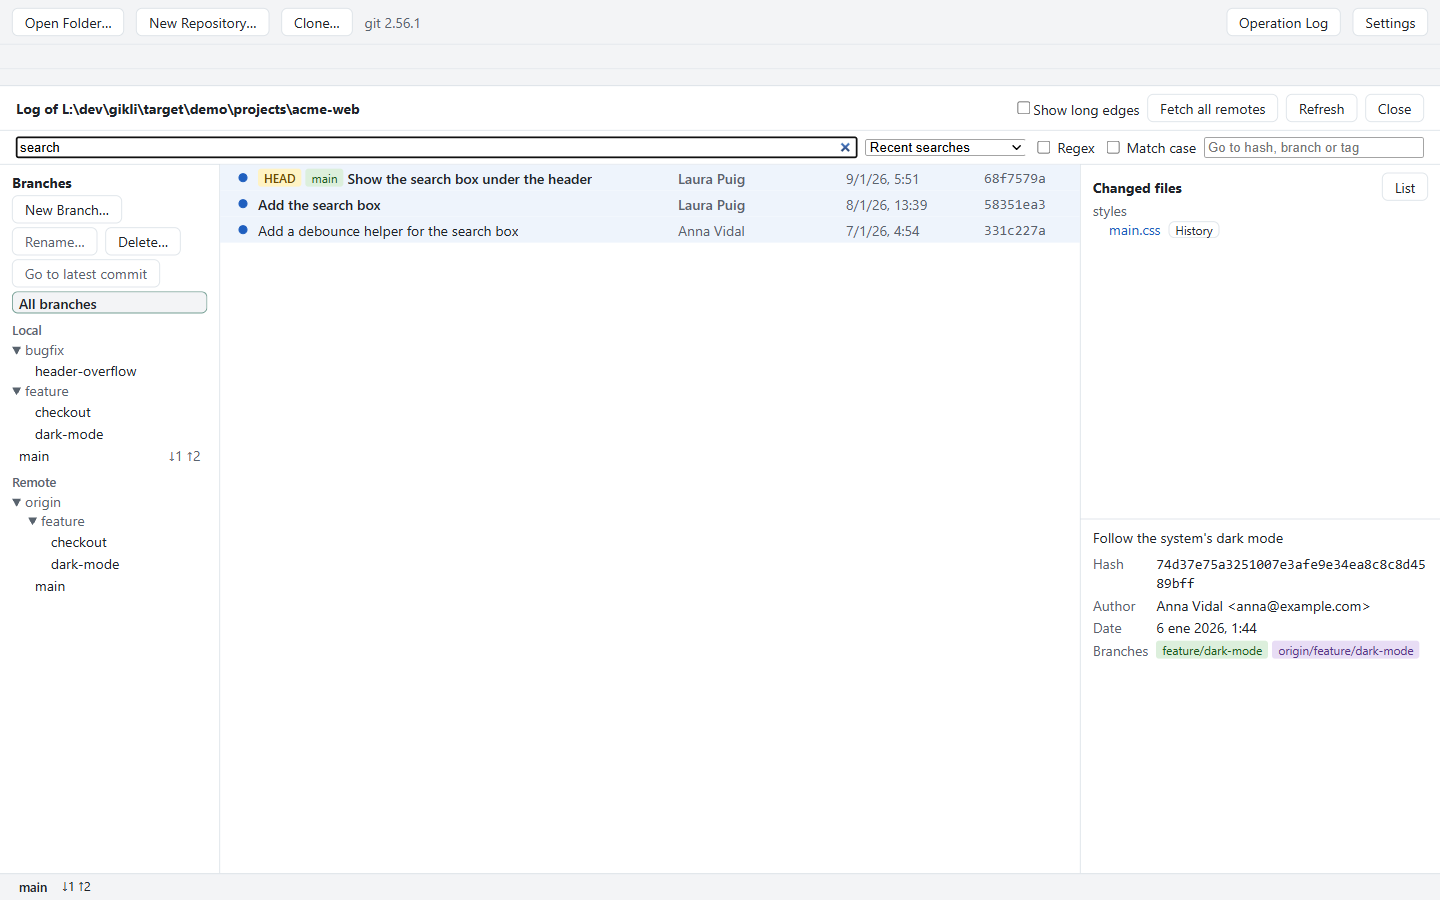 Open Folder... New Repository... Clone... git 2.56.1 Operation Log Settings
Log of L:\dev\gikli\target\demo\projects\acme-web Show long edges Fetch all remotes Refresh Close
search Recent searches Regex Match case Go to hash, branch or tag
Branches
New Branch...
Rename... Delete...
Go to latest commit
All branches
Local
bugfix
header-overflow
feature
checkout
dark-mode
main ↓1 ↑2
Remote
origin
feature
checkout
dark-mode
main
HEAD main Show the search box under the header Laura Puig 9/1/26, 5:51 68f7579a
Add the search box Laura Puig 8/1/26, 13:39 58351ea3
Add a debounce helper for the search box Anna Vidal 7/1/26, 4:54 331c227a
Changed files List
styles
main.css History
Follow the system's dark mode
Hash 74d37e75a3251007e3afe9e34ea8c8c8d45
89bff
Author Anna Vidal <anna@example.com>
Date 6 ene 2026, 1:44
Branches feature/dark-mode origin/feature/dark-mode
main ↓1 ↑2